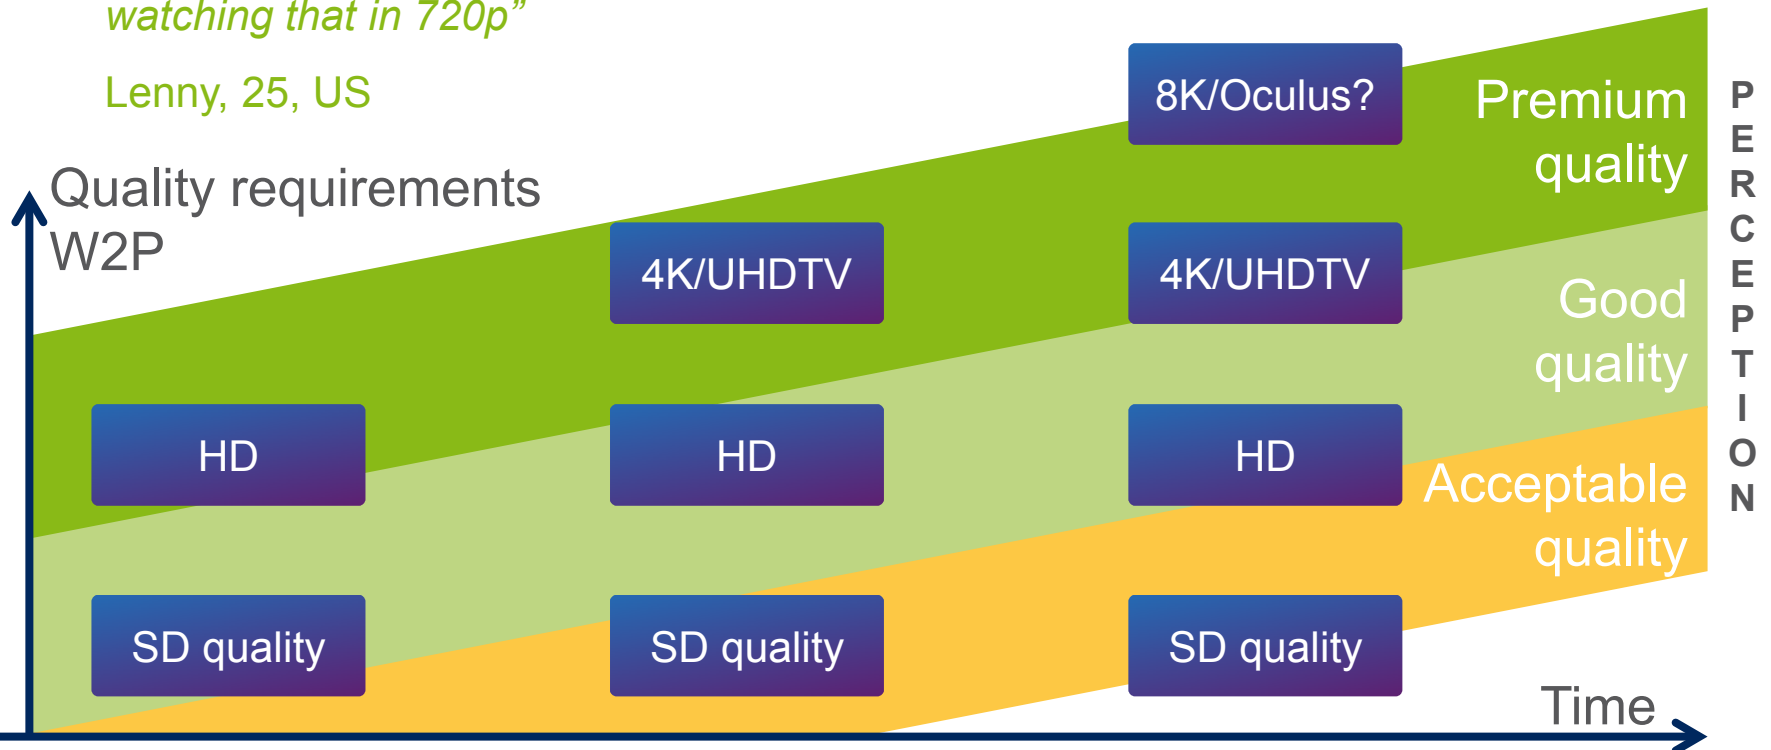 watching that in 720p”
Lenny, 25, US
Quality requirements
W2P
8K/Oculus?
Premium
quality
4K/UHDTV
4K/UHDTV
Good
quality
HD
HD
HD
Acceptable
quality
SD quality
SD quality
SD quality
Time
P
E
R
C
E
P
T
I
O
N